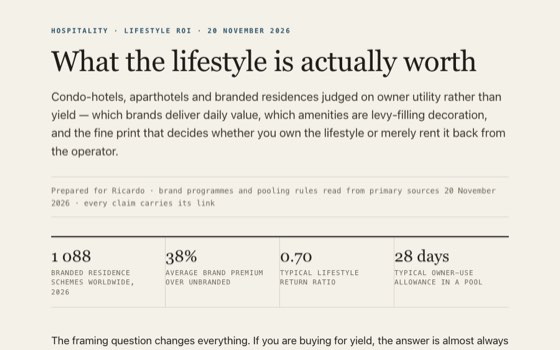 HOSPITALITY · LIFESTYLE ROI · 20 NOVEMBER 2026
What the lifestyle is actually worth
Condo-hotels, aparthotels and branded residences judged on owner utility rather than
yield — which brands deliver daily value, which amenities are levy-filling decoration,
and the fine print that decides whether you own the lifestyle or merely rent it back from
the operator.
Prepared for Ricardo · brand programmes and pooling rules read from primary sources 20 November
2026 · every claim carries its link
1 088
BRANDED RESIDENCE
SCHEMES WORLDWIDE,
2026
38%
AVERAGE BRAND PREMIUM
OVER UNBRANDED
0.70
TYPICAL LIFESTYLE
RETURN RATIO
28 days
TYPICAL OWNER-USE
ALLOWANCE IN A POOL
The framing question changes everything. If you are buying for yield, the answer is almost always